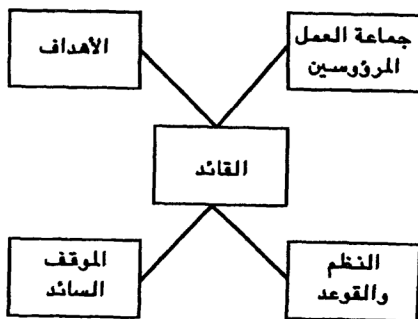 جماعة العمل
المرؤوسين
الأهداف
القائد
النظم
والقوعد
الموقف
السائد